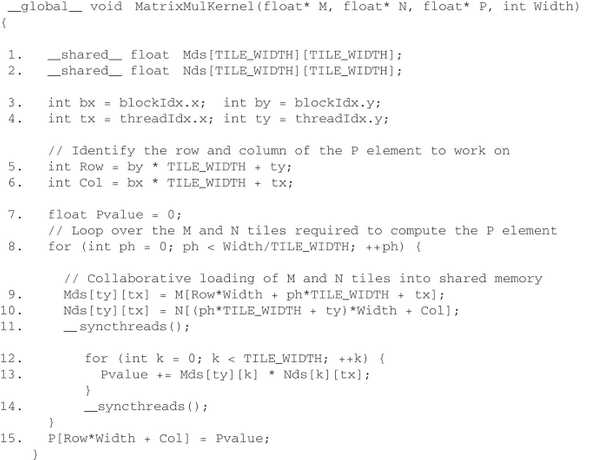 __global__ void MatrixMulKernel(float* M, float* N, float* P, int Width)
{
1. __shared__ float Mds[TILE_WIDTH][TILE_WIDTH];
2. __shared__ float Nds[TILE_WIDTH][TILE_WIDTH];
3. int bx = blockIdx.x; int by = blockIdx.y;
4. int tx = threadIdx.x; int ty = threadIdx.y;
// Identify the row and column of the P element to work on
5. int Row = by * TILE_WIDTH + ty;
6. int Col = bx * TILE_WIDTH + tx;
7. float Pvalue = 0;
// Loop over the M and N tiles required to compute the P element
8. for (int ph = 0; ph < Width/TILE_WIDTH; ++ph) {
// Collaborative loading of M and N tiles into shared memory
9. Mds[ty][tx] = M[Row*Width + ph*TILE_WIDTH + tx];
10. Nds[ty][tx] = N[(ph*TILE_WIDTH + ty)*Width + Col];
11. __syncthreads();
12. for (int k = 0; k < TILE_WIDTH; ++k) {
13. Pvalue += Mds[ty][k] * Nds[k][tx];
}
14. __syncthreads();
}
15. P[Row*Width + Col] = Pvalue;
}